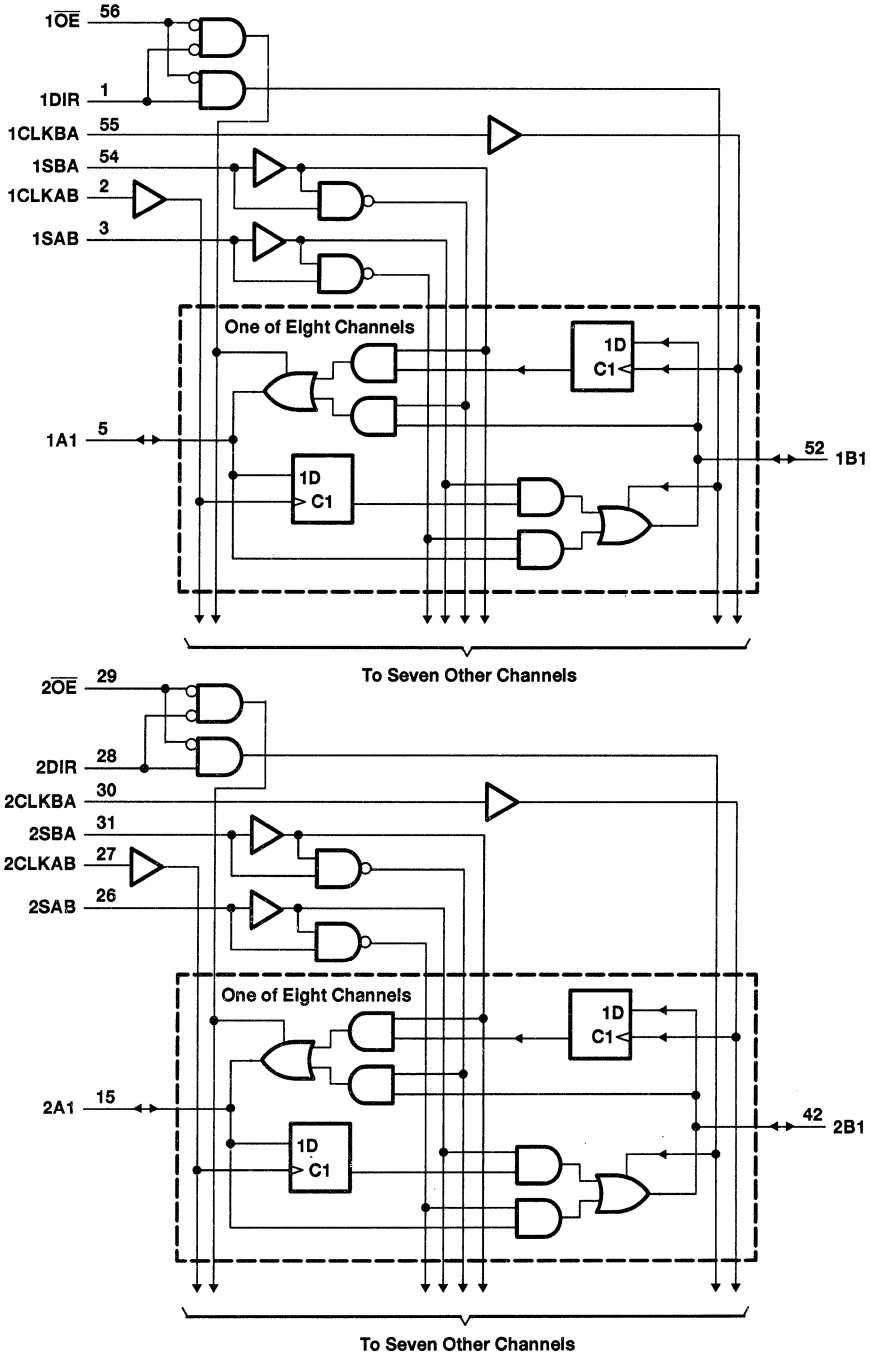 1OE 56
1DIR 1
1CLKBA 55
1SBA 54
1CLKAB 2
1SAB 3
One of Eight Channels
1D
C1
1A1 5
52 1B1
1D
C1
To Seven Other Channels
2OE 29
2DIR 28
2CLKBA 30
2SBA 31
2CLKAB 27
2SAB 26
One of Eight Channels
1D
C1
2A1 15
42 2B1
1D
C1
To Seven Other Channels